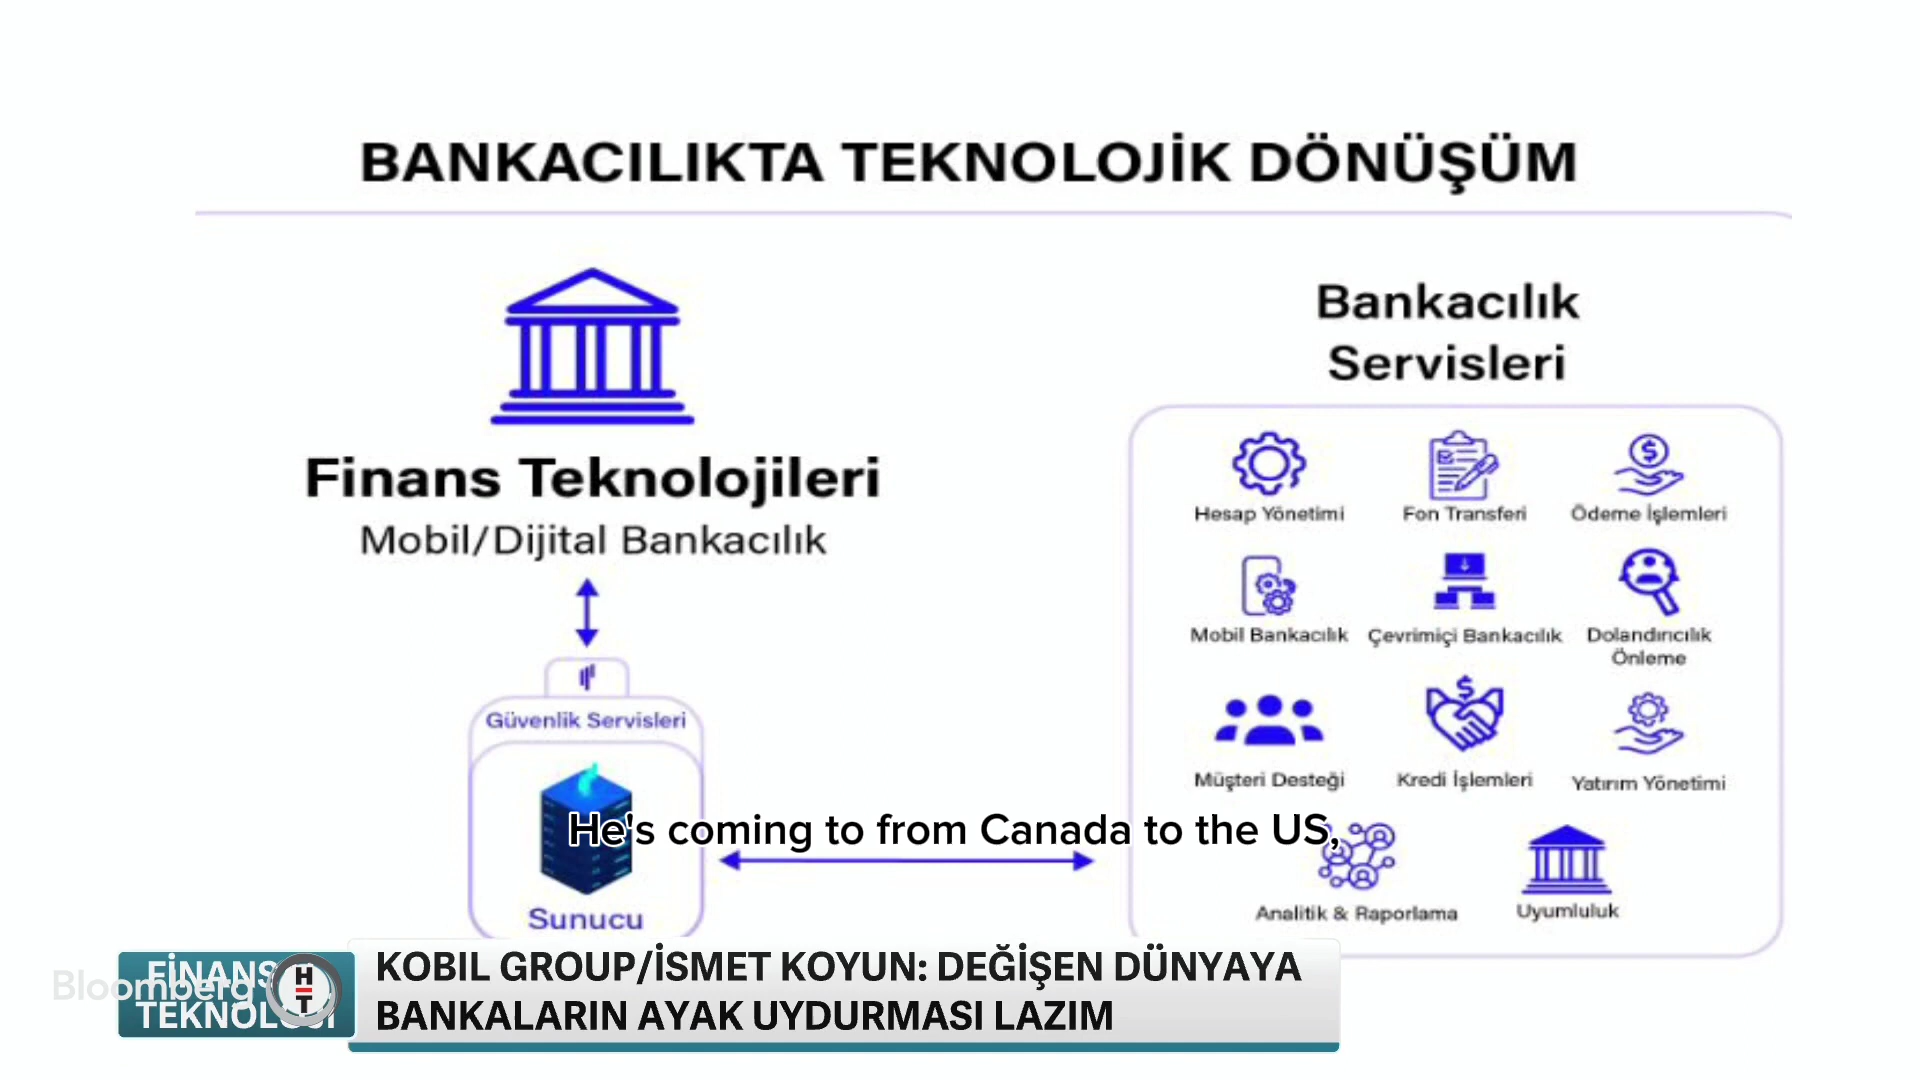 BANKACILIKTA TEKNOLOJİK DÖNÜŞÜM
Finans Teknolojileri
Mobil/Dijital Bankacılık
Güvenlik Servisleri
Sunucu
Bankacılık
Servisleri
Hesap Yönetimi
Fon Transferi
Ödeme İşlemleri
Mobil Bankacılık
Çevrimiçi Bankacılık
Dolandırıcılık
Önleme
Müşteri Desteği
Kredi İşlemleri
Yatırım Yönetimi
Analitik & Raporlama
Uyumluluk
He's coming to from Canada to the US,
FİNANS
TEKNOLOJİ
Bloomberg HT
KOBIL GROUP/İSMET KOYUN: DEĞİŞEN DÜNYAYA
BANKALARIN AYAK UYDURMASI LAZIM